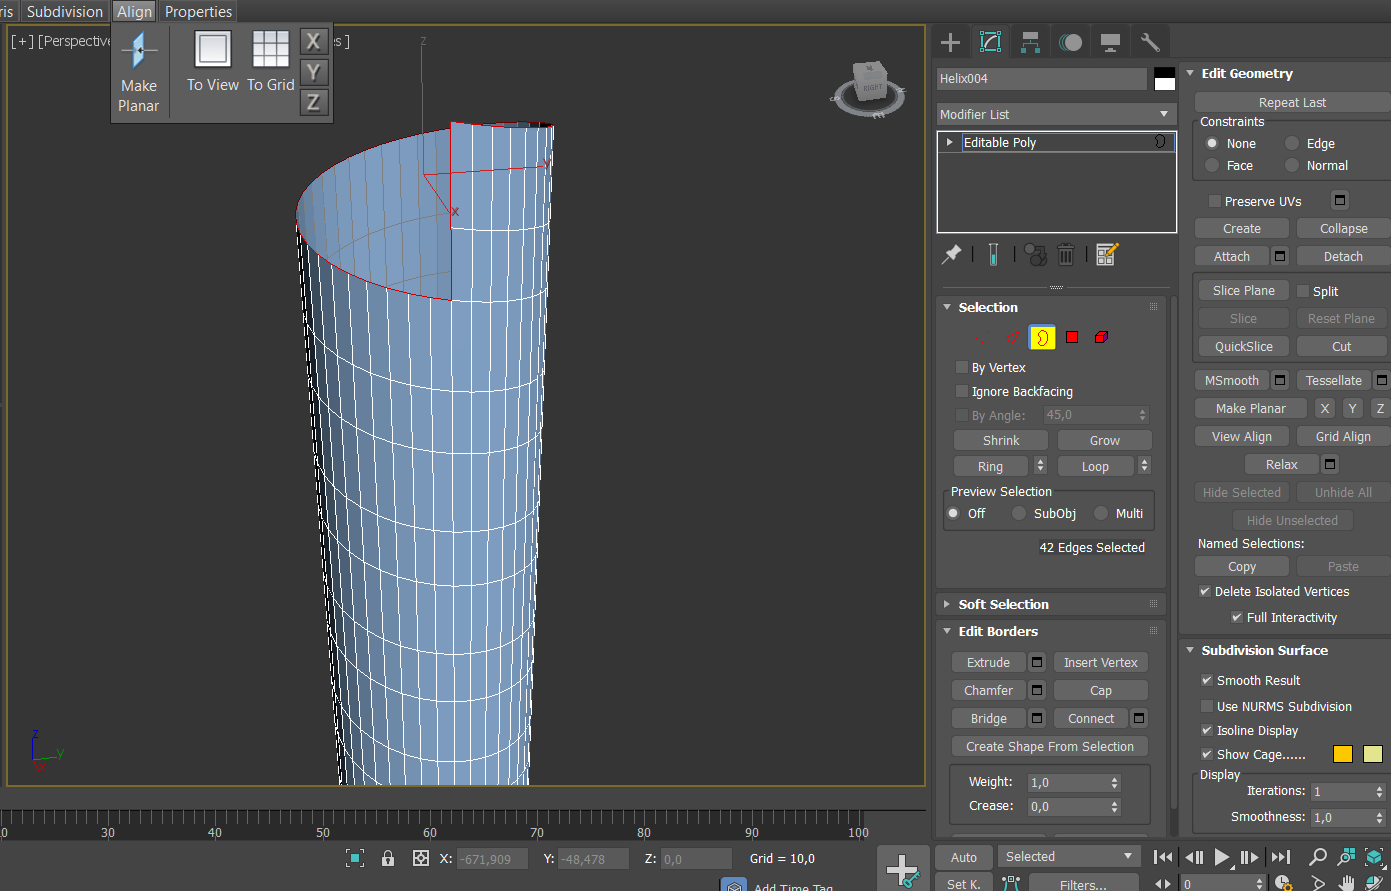 ris Subdivision Align Properties
[+] [Perspective es ]
Make Planar
To View To Grid
X
Y
Z
Z
Y
X
RIGHT
Z
Y
Helix004
Modifier List
Editable Poly
Selection
By Vertex
Ignore Backfacing
By Angle: 45,0
Shrink Grow
Ring Loop
Preview Selection
Off SubObj Multi
42 Edges Selected
Soft Selection
Edit Borders
Extrude Insert Vertex
Chamfer Cap
Bridge Connect
Create Shape From Selection
Weight: 1,0
Crease: 0,0
Edit Geometry
Repeat Last
Constraints
None Edge
Face Normal
Preserve UVs
Create Collapse
Attach Detach
Slice Plane Split
Slice Reset Plane
QuickSlice Cut
MSmooth Tessellate
Make Planar X Y Z
View Align Grid Align
Relax
Hide Selected Unhide All
Hide Unselected
Named Selections:
Copy Paste
Delete Isolated Vertices
Full Interactivity
Subdivision Surface
Smooth Result
Use NURMS Subdivision
Isoline Display
Show Cage......
Display
Iterations: 1
Smoothness: 1,0
20 30 40 50 60 70 80 90 100
X: -671,909 Y: -48,478 Z: 0,0 Grid = 10,0
Auto Selected
Add Time Tag Set K. Filters... 0